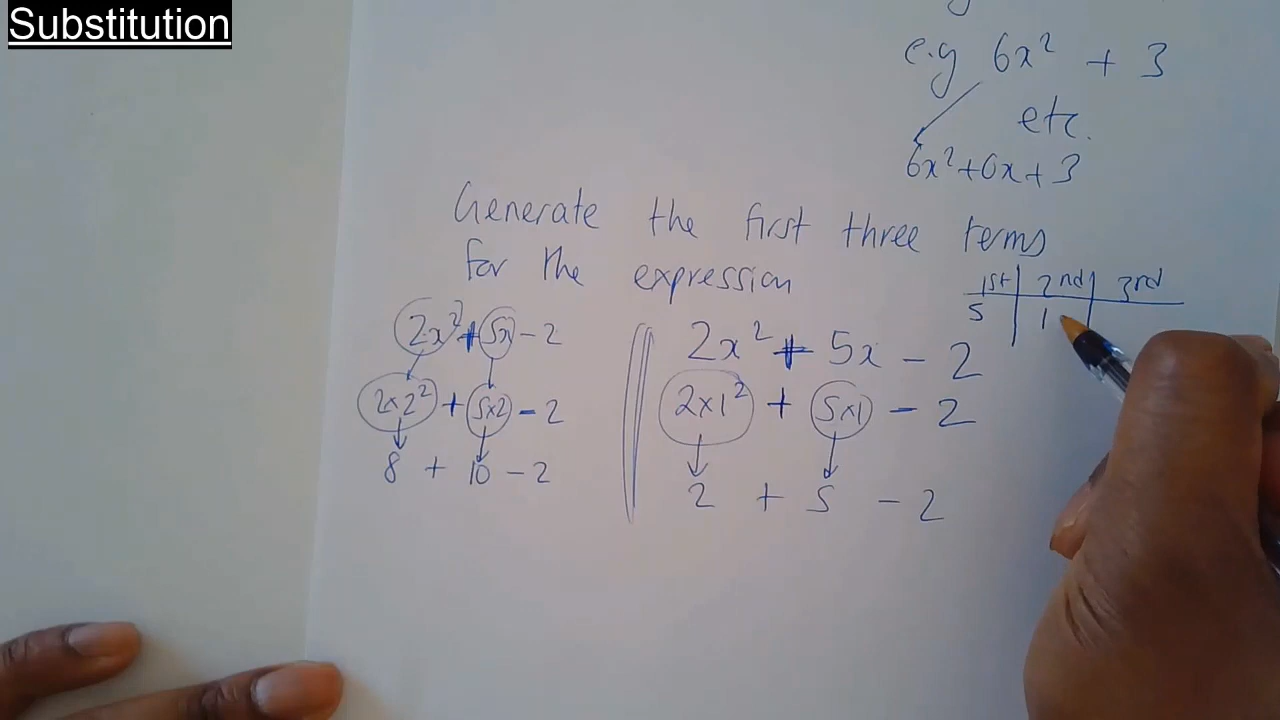 Substitution
e.g 6x² + 3
etc.
6x²+0x+3
Generate the first three terms
for the expression
1st 2nd 3rd
5 1
2x² + 5x - 2
2x1² + 5x1 - 2
2 + 5 - 2
2x² + 5x - 2
2x2² + 5x2 - 2
8 + 10 - 2